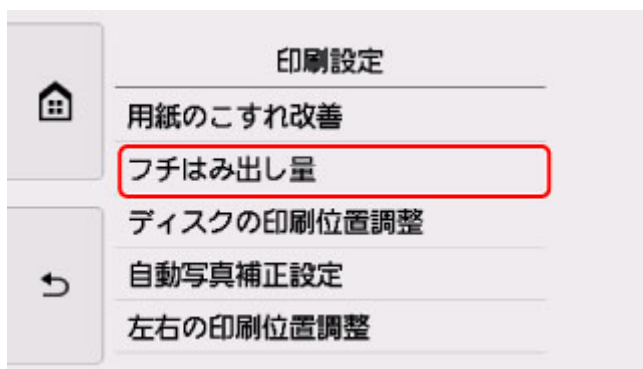 印刷設定
用紙のこすれ改善
フチはみ出し量
ディスクの印刷位置調整
自動写真補正設定
左右の印刷位置調整